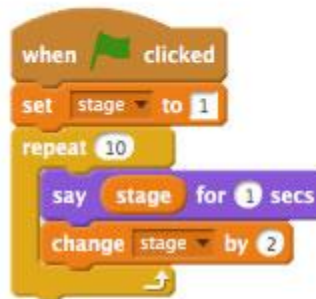 when clicked
set stage to 1
repeat 10
say stage for 1 secs
change stage by 2